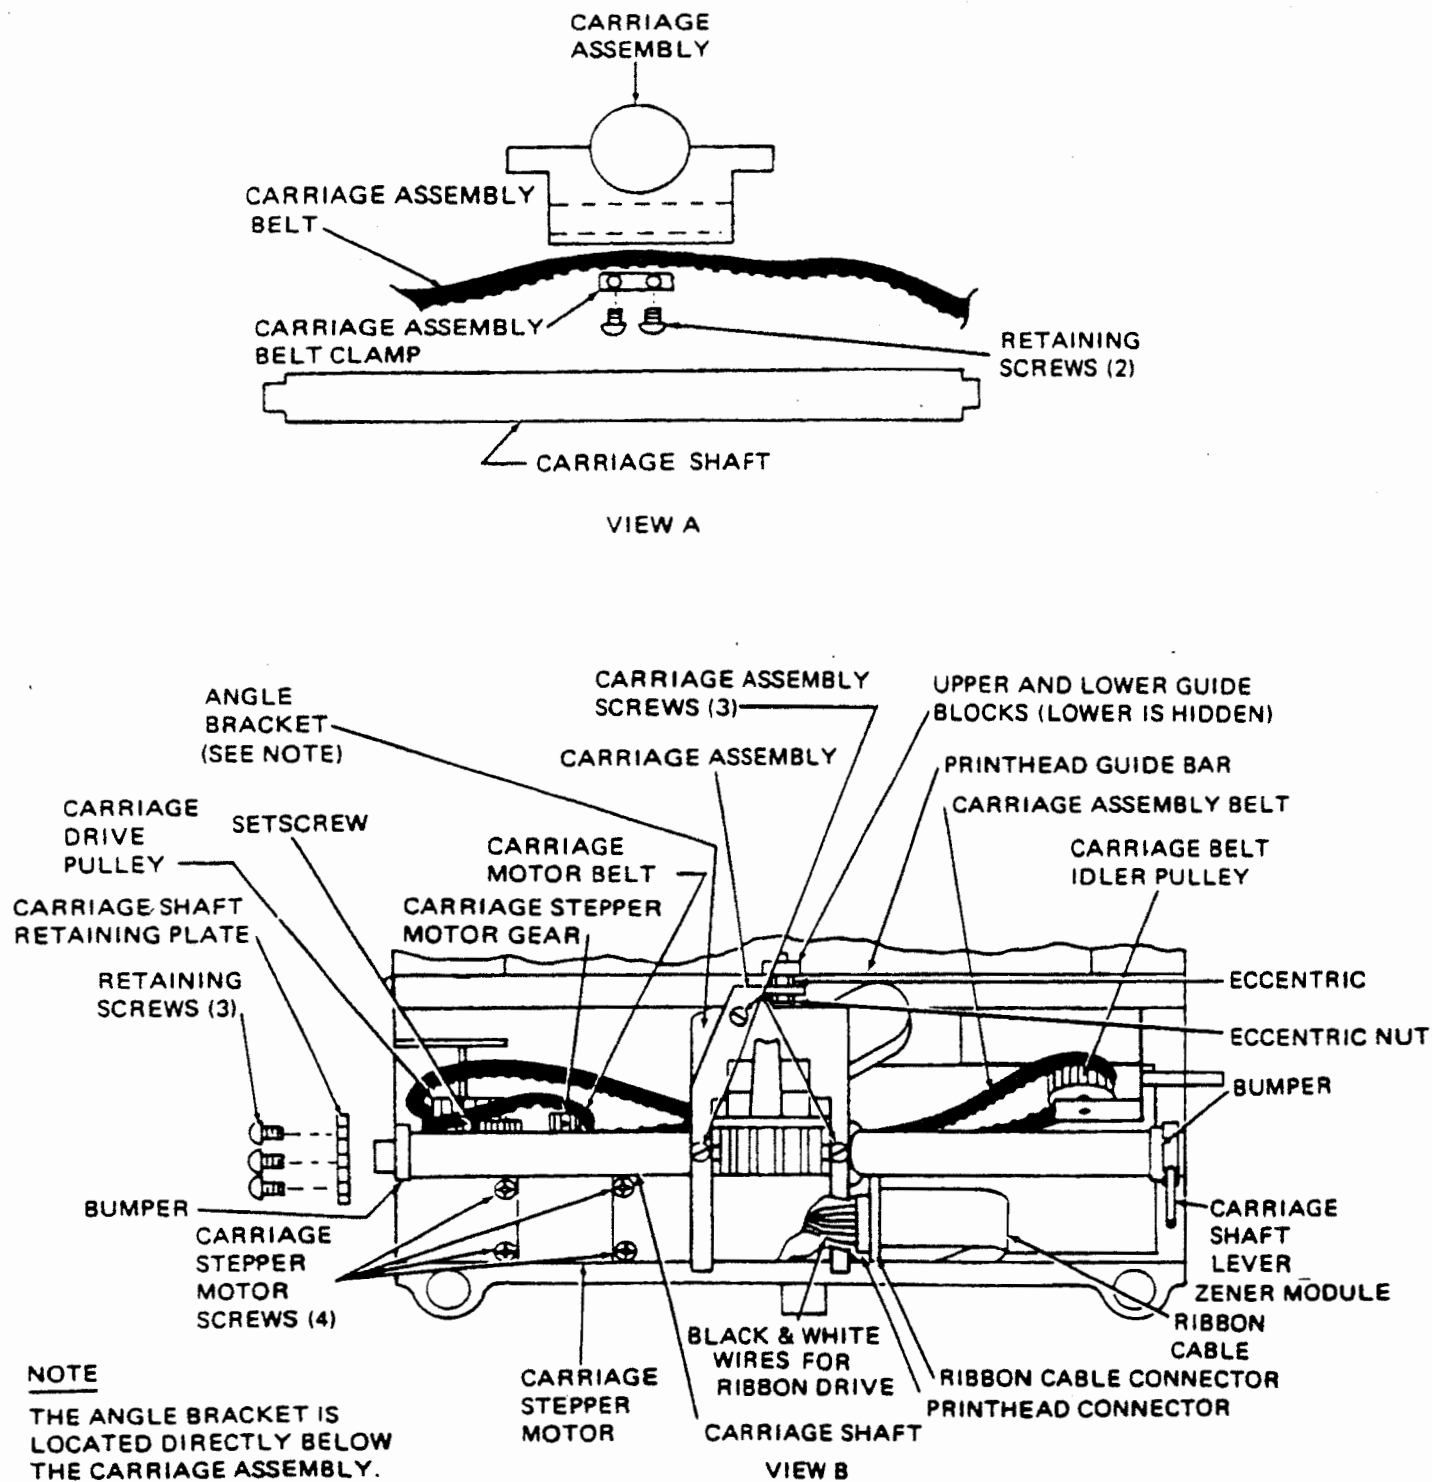 CARRIAGE
ASSEMBLY
CARRIAGE ASSEMBLY
BELT
CARRIAGE ASSEMBLY
BELT CLAMP
RETAINING
SCREWS (2)
CARRIAGE SHAFT
VIEW A
ANGLE
BRACKET
(SEE NOTE)
CARRIAGE ASSEMBLY
SCREWS (3)
UPPER AND LOWER GUIDE
BLOCKS (LOWER IS HIDDEN)
CARRIAGE ASSEMBLY
PRINTHEAD GUIDE BAR
CARRIAGE
DRIVE
PULLEY
SETSCREW
CARRIAGE
MOTOR BELT
CARRIAGE ASSEMBLY BELT
CARRIAGE BELT
IDLER PULLEY
CARRIAGE SHAFT
RETAINING PLATE
CARRIAGE STEPPER
MOTOR GEAR
RETAINING
SCREWS (3)
ECCENTRIC
ECCENTRIC NUT
BUMPER
BUMPER
CARRIAGE
STEPPER
MOTOR
SCREWS (4)
CARRIAGE
SHAFT
LEVER
ZENER MODULE
RIBBON
CABLE
BLACK & WHITE
WIRES FOR
RIBBON DRIVE
RIBBON CABLE CONNECTOR
PRINTHEAD CONNECTOR
CARRIAGE
STEPPER
MOTOR
CARRIAGE SHAFT
NOTE
THE ANGLE BRACKET IS
LOCATED DIRECTLY BELOW
THE CARRIAGE ASSEMBLY.
VIEW B